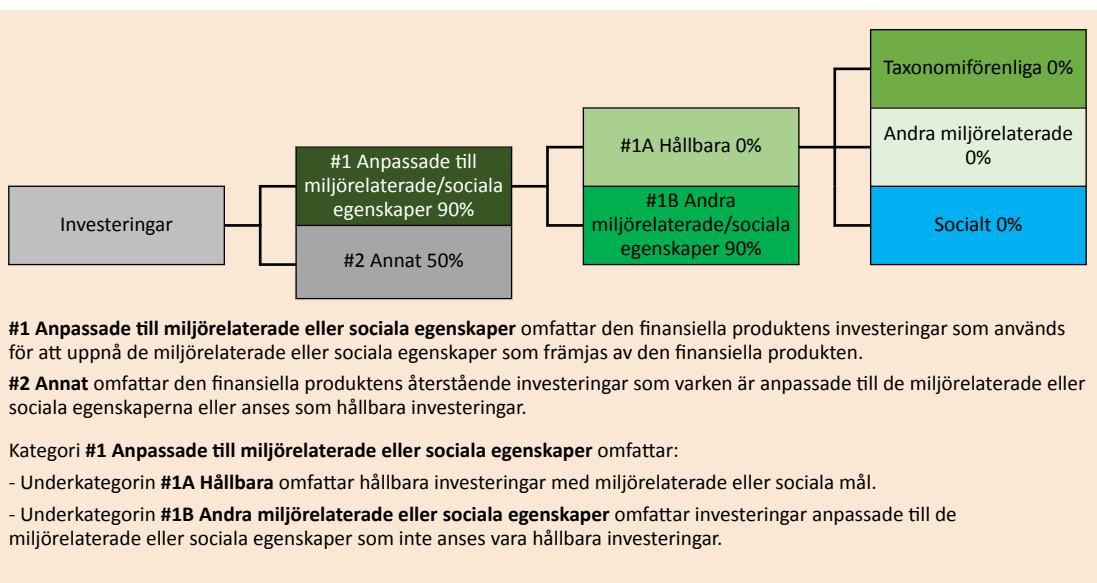 Investeringar
#1 Anpassade till
miljörelaterade/sociala
egenskaper 90%
#2 Annat 50%
#1A Hållbara 0%
#1B Andra
miljörelaterade/sociala
egenskaper 90%
Taxonomiförenliga 0%
Andra miljörelaterade
0%
Socialt 0%
#1 Anpassade till miljörelaterade eller sociala egenskaper omfattar den finansiella produktens investeringar som används
för att uppnå de miljörelaterade eller sociala egenskaper som främjas av den finansiella produkten.
#2 Annat omfattar den finansiella produktens återstående investeringar som varken är anpassade till de miljörelaterade eller
sociala egenskaperna eller anses som hållbara investeringar.
Kategori #1 Anpassade till miljörelaterade eller sociala egenskaper omfattar:
- Underkategorin #1A Hållbara omfattar hållbara investeringar med miljörelaterade eller sociala mål.
- Underkategorin #1B Andra miljörelaterade eller sociala egenskaper omfattar investeringar anpassade till de
miljörelaterade eller sociala egenskaper som inte anses vara hållbara investeringar.